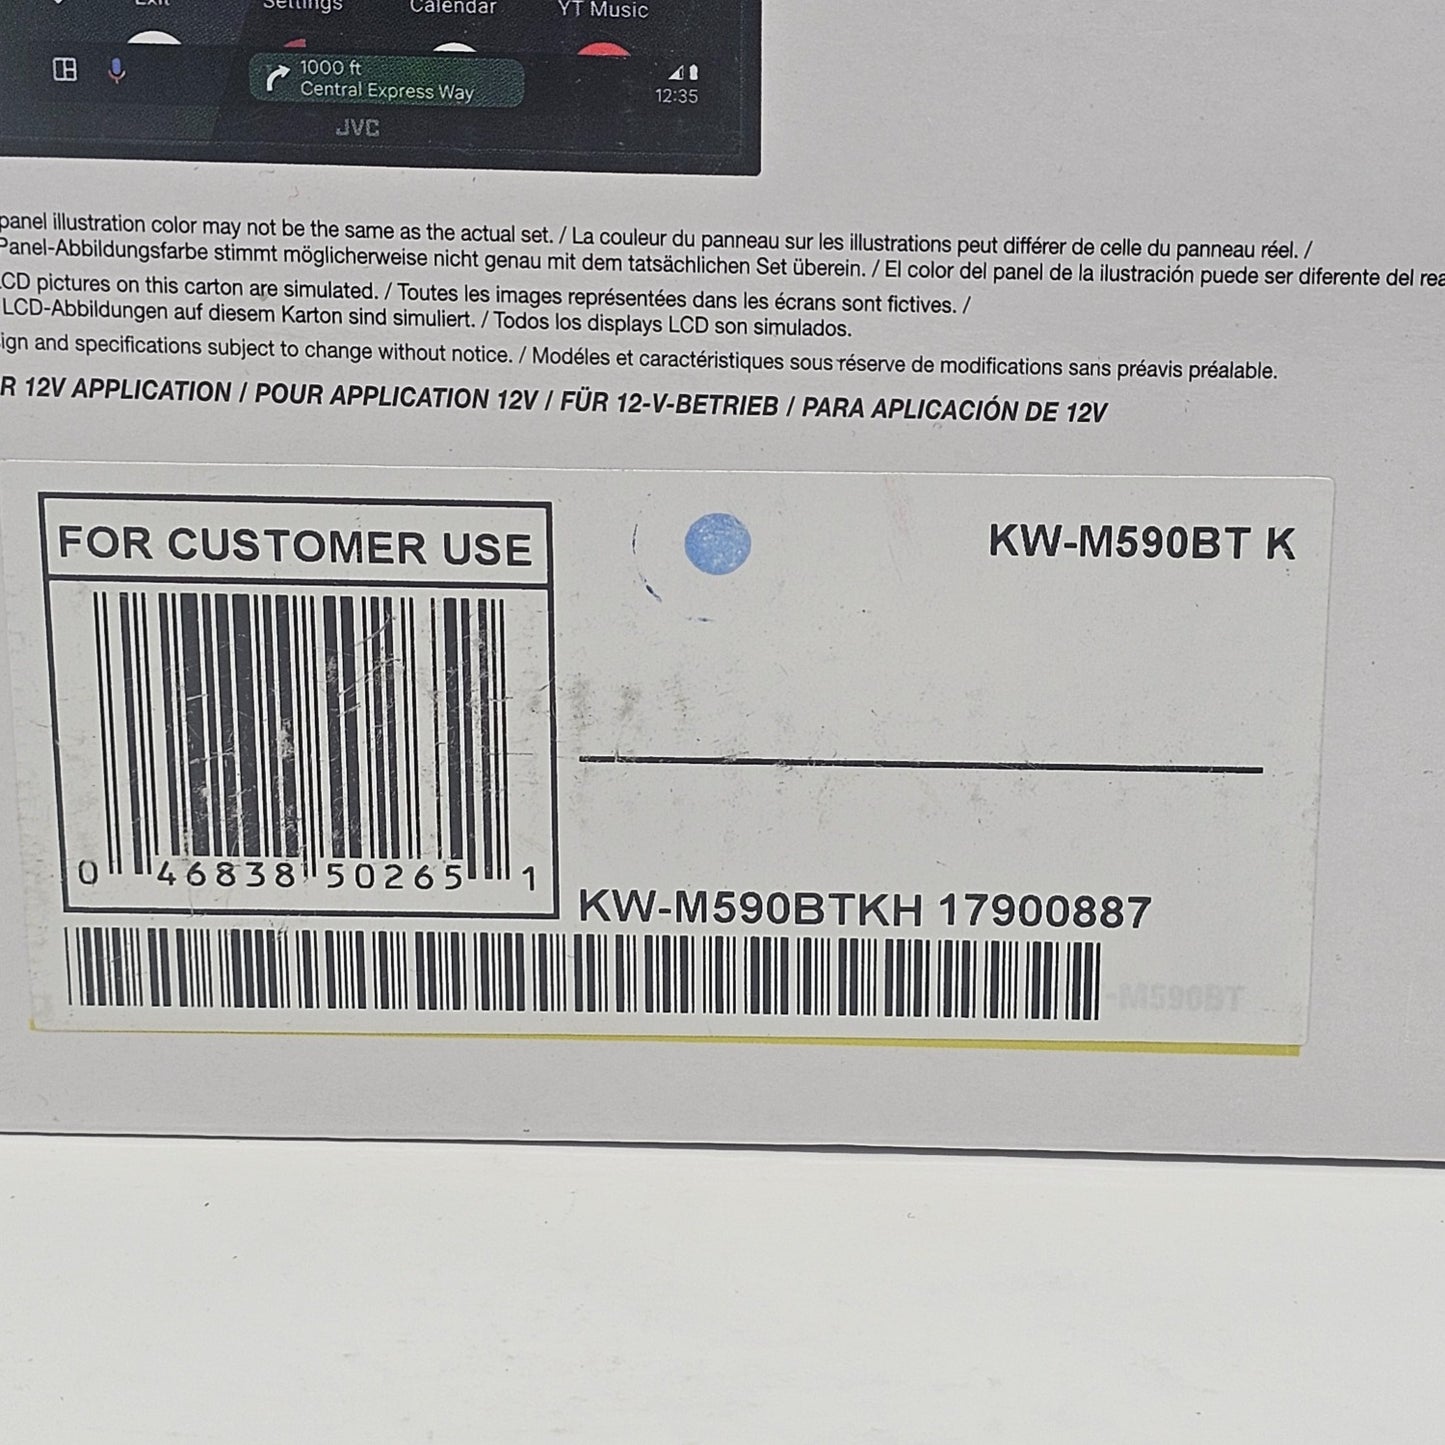 Settings Calendar YT Music
1000 ft
Central Express Way
12:35
JVC
panel illustration color may not be the same as the actual set. / La couleur du panneau sur les illustrations peut différer de celle du panneau réel. /
Panel-Abbildungsfarbe stimmt möglicherweise nicht genau mit dem tatsächlichen Set überein. / El color del panel de la ilustración puede ser diferente del
LCD pictures on this carton are simulated. / Toutes les images représentées dans les écrans sont fictives. /
LCD-Abbildungen auf diesem Karton sind simuliert. / Todos los displays LCD son simulados.
and specifications subject to change without notice. / Modéles et caractéristiques sous réserve de modifications sans préavis préalable.
12V APPLICATION / POUR APPLICATION 12V / FÜR 12-V-BETRIEB / PARA APLICACIÓN DE 12V
FOR CUSTOMER USE
KW-M590BT K
0 46838 50265 1
KW-M590BTKH 17900887
-M590BT